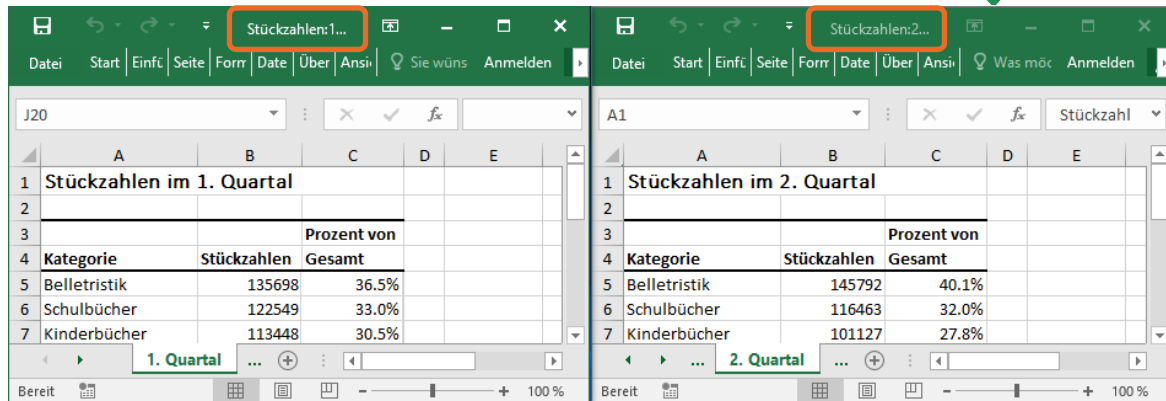 Stückzahlen:1...
Datei Start Einfü Seite Forr Date Über Ansi Sie wüns Anmelden
J20 fx
A B C D E
1 Stückzahlen im 1. Quartal
2
3 Prozent von
4 Kategorie Stückzahlen Gesamt
5 Belletristik 135698 36.5%
6 Schulbücher 122549 33.0%
7 Kinderbücher 113448 30.5%
1. Quartal ...
Bereit 100 %
Stückzahlen:2...
Datei Start Einfü Seite Forr Date Über Ansi Was möc Anmelden
A1 fx Stückzahl
A B C D E
1 Stückzahlen im 2. Quartal
2
3 Prozent von
4 Kategorie Stückzahlen Gesamt
5 Belletristik 145792 40.1%
6 Schulbücher 116463 32.0%
7 Kinderbücher 101127 27.8%
... 2. Quartal ...
Bereit 100 %